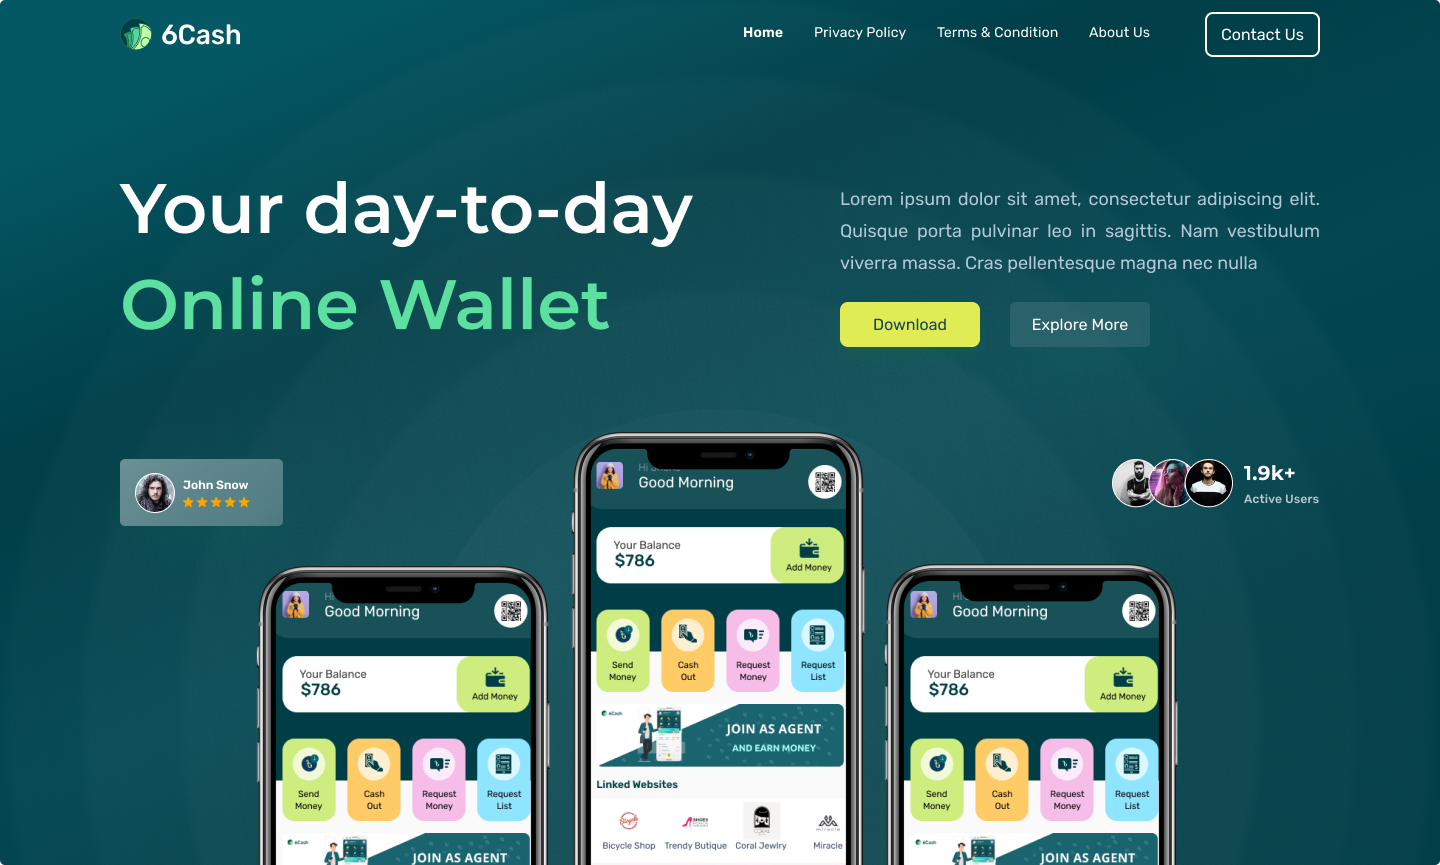 6Cash
Home
Privacy Policy
Terms & Condition
About Us
Contact Us
Your day-to-day
Online Wallet
Lorem ipsum dolor sit amet, consectetur adipiscing elit.
Quisque porta pulvinar leo in sagittis. Nam vestibulum
viverra massa. Cras pellentesque magna nec nulla
Download
Explore More
John Snow
1.9k+
Active Users
Good Morning
Your Balance
$786
Add Money
Send
Money
Cash
Out
Request
Money
Request
List
6Cash
JOIN AS AGENT
AND EARN MONEY
Linked Websites
SHOES
CORAL
miracle
Bicycle Shop
Trendy Butique
Coral Jewlry
Miracle
Good Morning
Your Balance
$786
Add Money
Send
Money
Cash
Out
Request
Money
Request
List
6Cash
JOIN AS AGENT
Good Morning
Your Balance
$786
Add Money
Send
Money
Cash
Out
Request
Money
Request
List
6Cash
JOIN AS AGENT